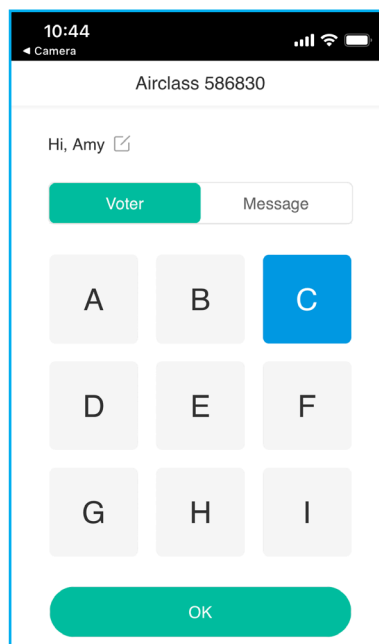 10:44
◀ Camera
Airclass 586830
Hi, Amy
Voter Message
A B C
D E F
G H I
OK